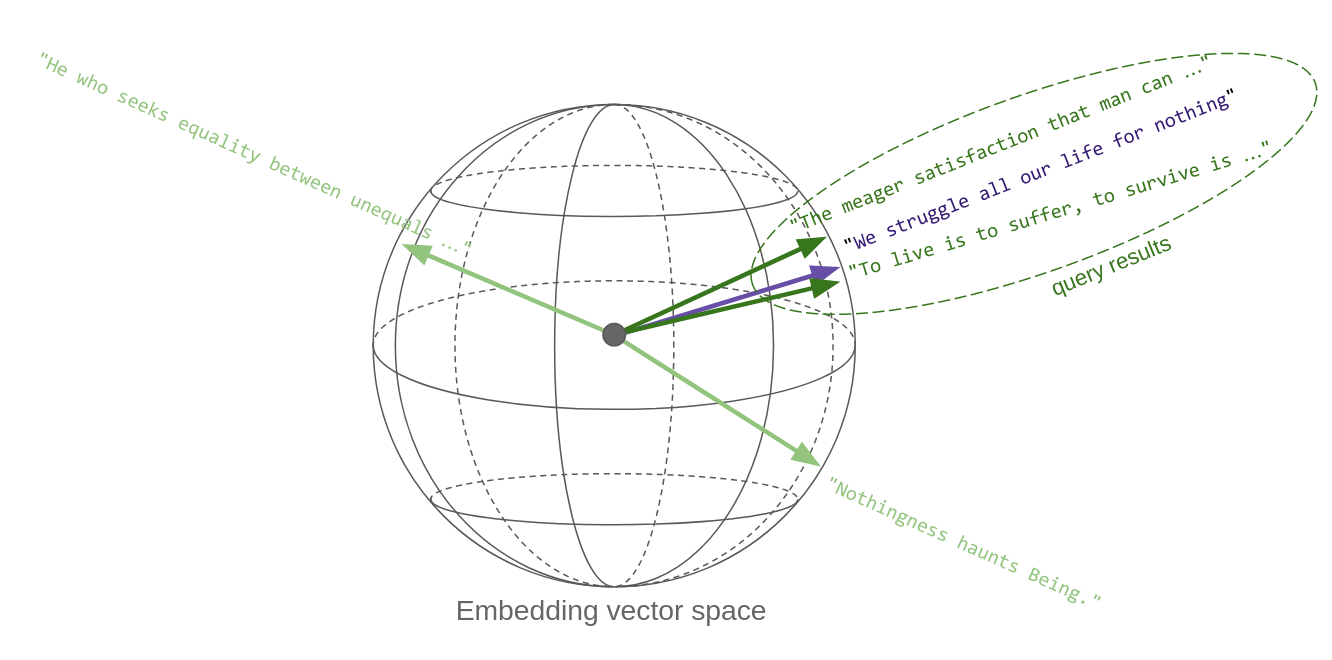 "He who seeks equality between unequals ..."
"The meager satisfaction that man can ..."
"We struggle all our life for nothing"
"To live is to suffer, to survive is ..."
query results
"Nothingness haunts Being."
Embedding vector space